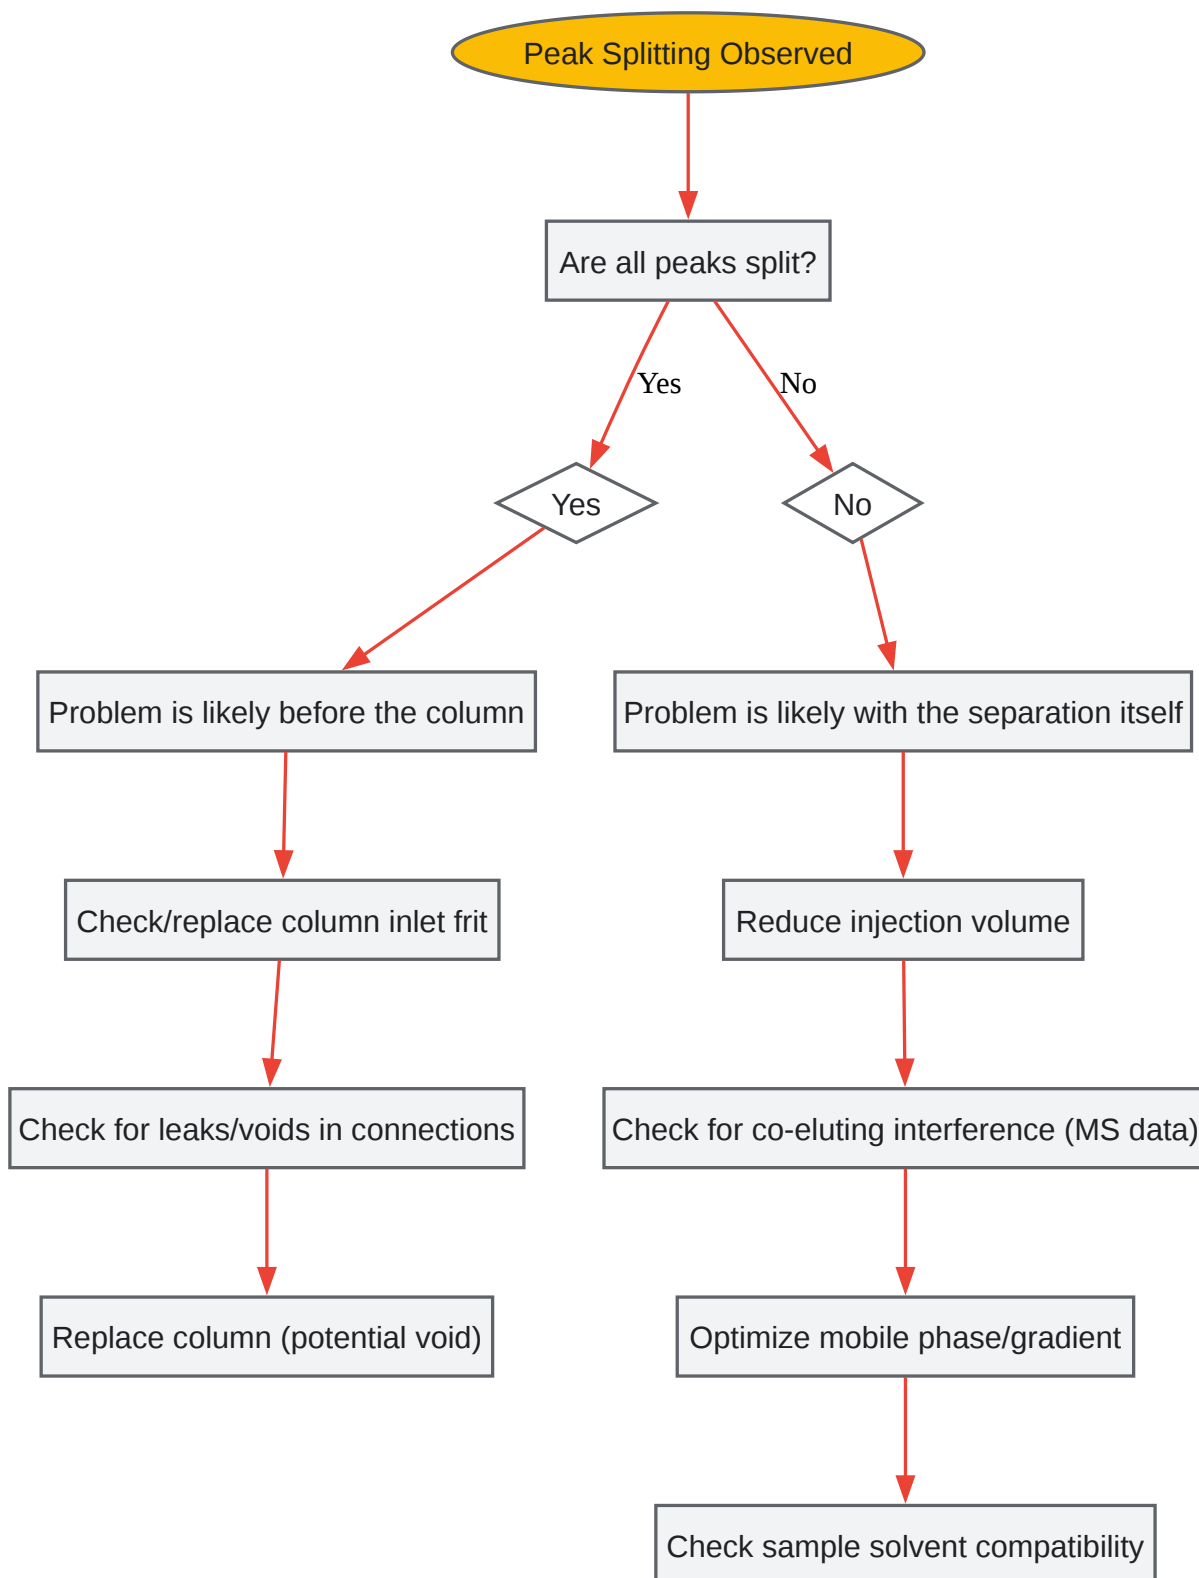 Peak Splitting Observed
Are all peaks split?
Yes
No
Yes
No
Problem is likely before the column
Problem is likely with the separation itself
Check/replace column inlet frit
Reduce injection volume
Check for leaks/voids in connections
Check for co-eluting interference (MS data)
Replace column (potential void)
Optimize mobile phase/gradient
Check sample solvent compatibility